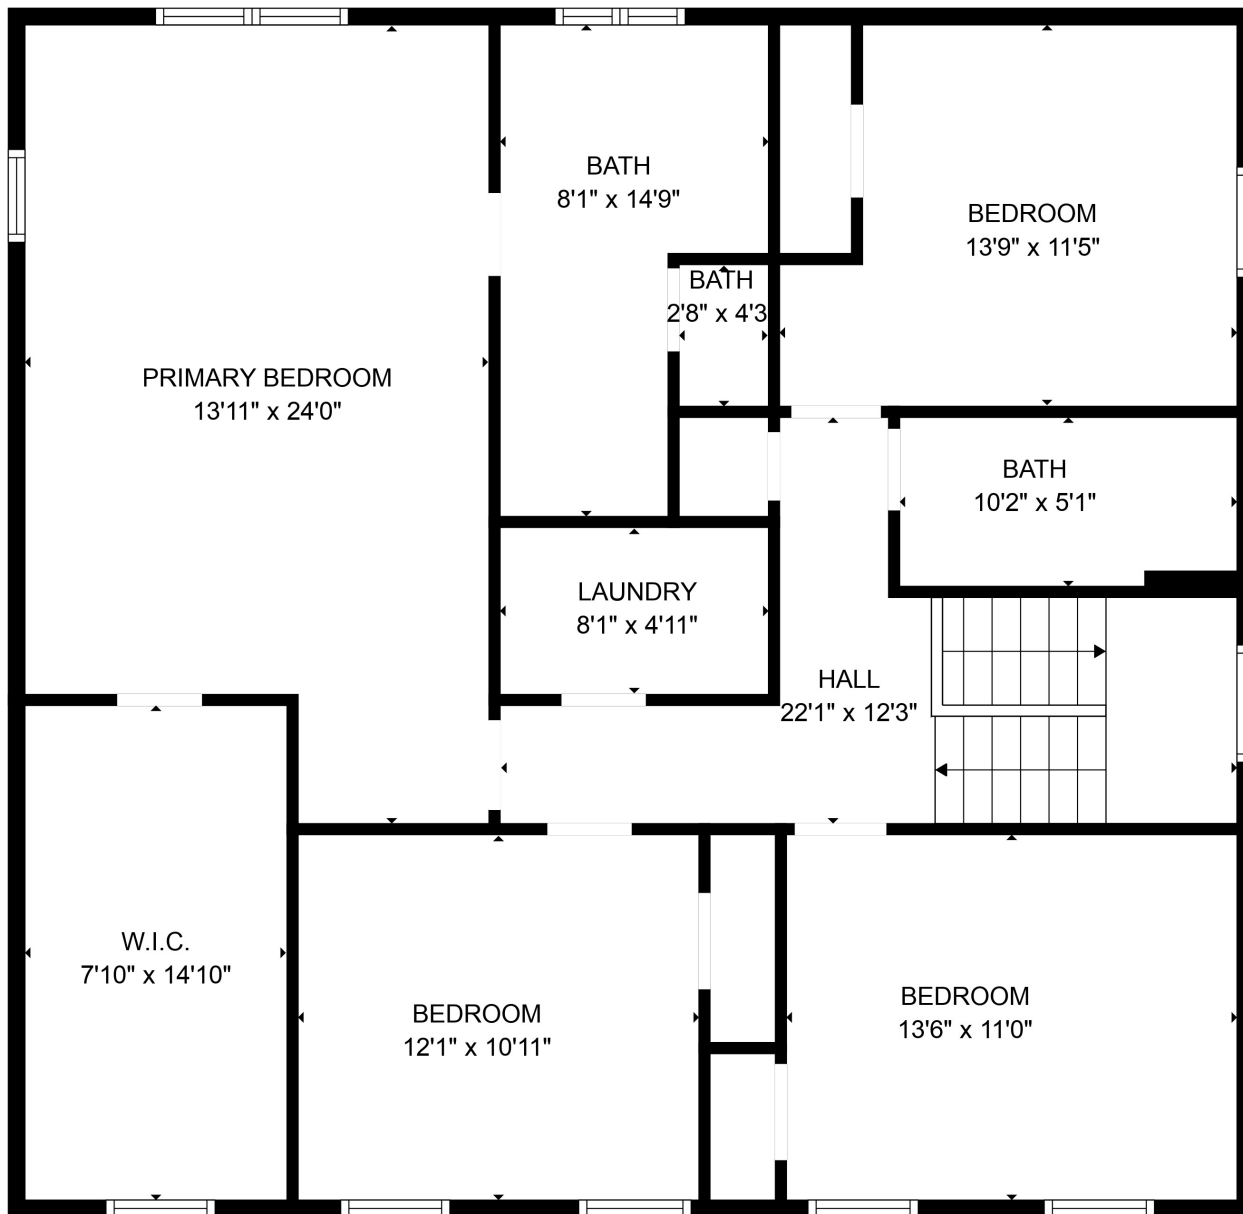 BATH
8'1" x 14'9"
BEDROOM
13'9" x 11'5"
BATH
2'8" x 4'3
PRIMARY BEDROOM
13'11" x 24'0"
BATH
10'2" x 5'1"
LAUNDRY
8'1" x 4'11"
HALL
22'1" x 12'3"
W.I.C.
7'10" x 14'10"
BEDROOM
12'1" x 10'11"
BEDROOM
13'6" x 11'0"